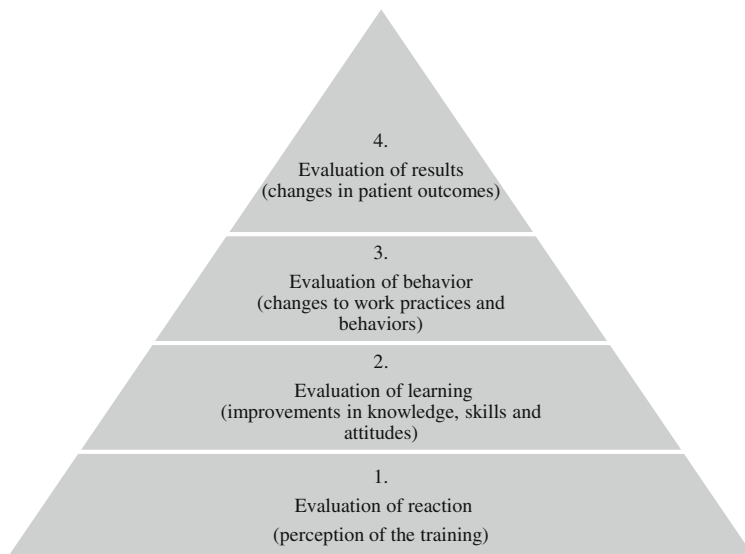 4.
Evaluation of results
(changes in patient outcomes)
3.
Evaluation of behavior
(changes to work practices and
behaviors)
2.
Evaluation of learning
(improvements in knowledge, skills and
attitudes)
1.
Evaluation of reaction
(perception of the training)